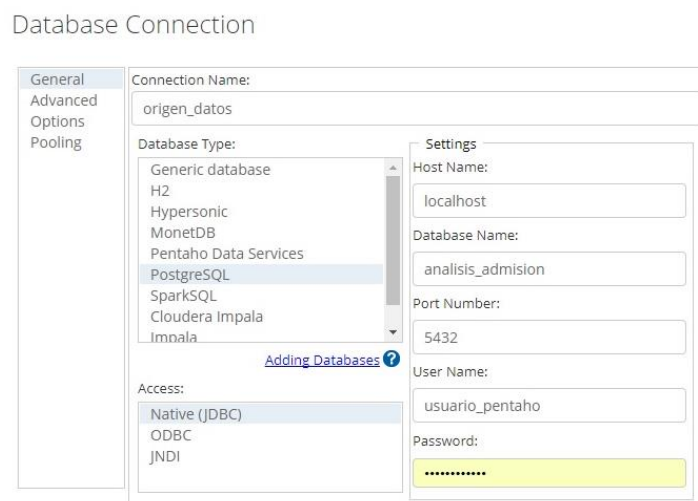 Database Connection
General
Advanced
Options
Pooling
Connection Name:
origen_datos
Database Type:
Generic database
H2
Hypersonic
MonetDB
Pentaho Data Services
PostgreSQL
SparkSQL
Cloudera Impala
Impala
Adding Databases ?
Access:
Native (JDBC)
ODBC
JNDI
Settings
Host Name:
localhost
Database Name:
analisis_admision
Port Number:
5432
User Name:
usuario_pentaho
Password:
••••••••••••